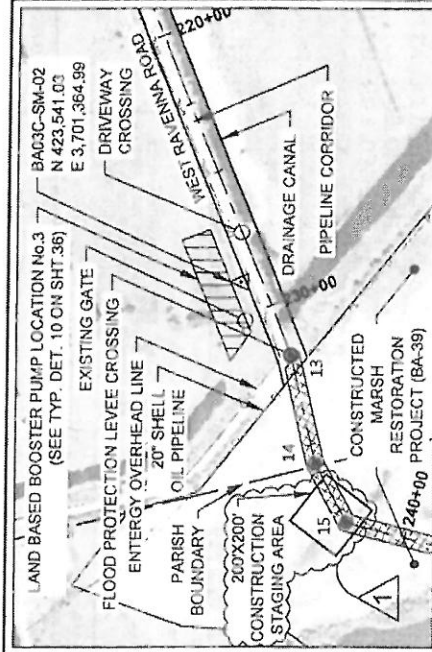 LAND BASED BOOSTER PUMP LOCATION No.3
(SEE TYP. DET. 10 ON SHT .36)
BA03C-SM-02
N 423,541.03
E 3,701,364.99
EXISTING GATE
DRIVEWAY
CROSSING
FLOOD PROTECTION LEVEE CROSSING
ENTERGY OVERHEAD LINE
20" SHELL
OIL PIPELINE
PARISH
BOUNDARY
200'X200'
CONSTRUCTION
STAGING AREA
WEST RAVENNA ROAD
220+00
230+00
DRAINAGE CANAL
PIPELINE CORRIDOR
13
14
15
CONSTRUCTED
MARSH
RESTORATION
PROJECT (BA-39)
240+00
1